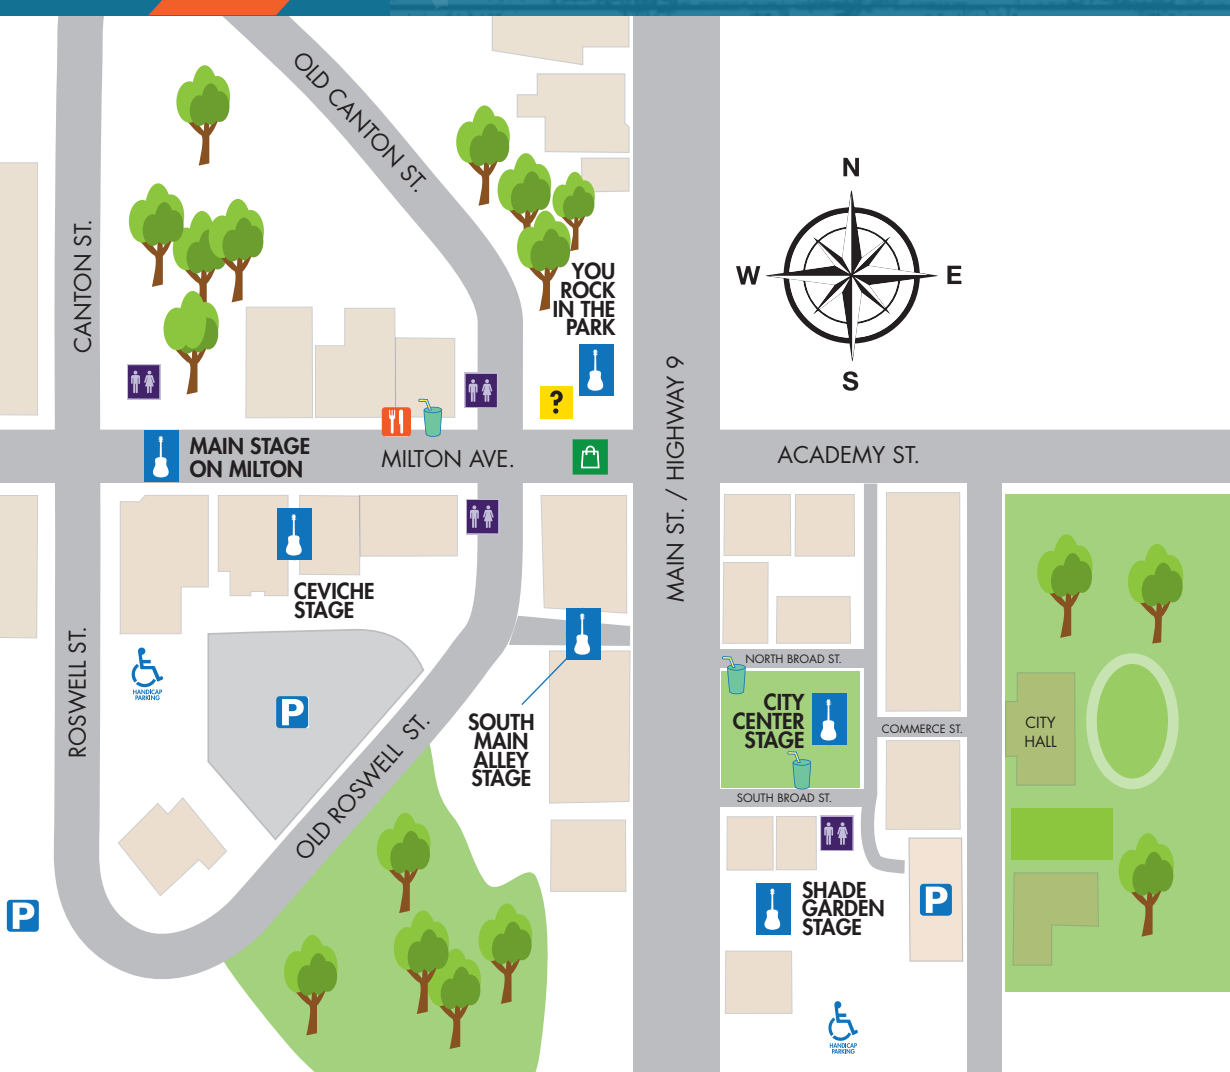 OLD CANTON ST.
CANTON ST.
YOU
ROCK
IN THE
PARK
N
W
E
S
?
MAIN STAGE
ON MILTON
MILTON AVE.
MAIN ST. / HIGHWAY 9
ACADEMY ST.
CEVICHE
STAGE
ROSWELL ST.
HANDICAP
PARKING
P
OLD ROSWELL ST.
SOUTH
MAIN
ALLEY
STAGE
NORTH BROAD ST.
CITY
CENTER
STAGE
COMMERCE ST.
CITY
HALL
SOUTH BROAD ST.
SHADE
GARDEN
STAGE
P
P
HANDICAP
PARKING